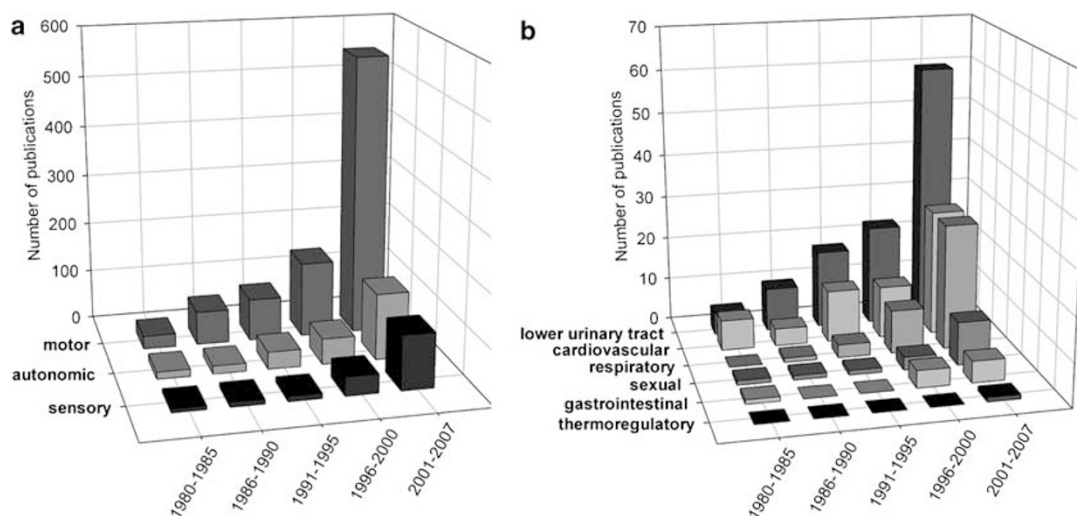 a
Number of publications
600
500
400
300
200
100
0
motor
autonomic
sensory
1980-1985
1986-1990
1991-1995
1996-2000
2001-2007
b
Number of publications
70
60
50
40
30
20
10
0
lower urinary tract
cardiovascular
respiratory
sexual
gastrointestinal
thermoregulatory
1980-1985
1986-1990
1991-1995
1996-2000
2001-2007